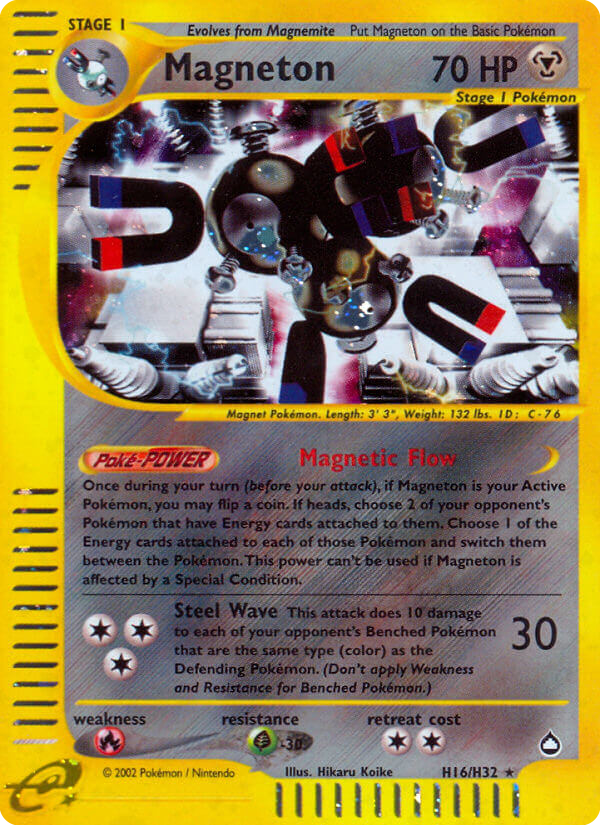 STAGE 1
Evolves from Magnemite Put Magneton on the Basic Pokémon
Magneton 70 HP
Stage 1 Pokémon
Magnet Pokémon. Length: 3' 3", Weight: 132 lbs. ID: C-76
Poké-POWER Magnetic Flow
Once during your turn (before your attack), if Magneton is your Active
Pokémon, you may flip a coin. If heads, choose 2 of your opponent's
Pokémon that have Energy cards attached to them. Choose 1 of the
Energy cards attached to each of those Pokémon and switch them
between the Pokémon. This power can't be used if Magneton is
affected by a Special Condition.
Steel Wave This attack does 10 damage
to each of your opponent's Benched Pokémon
that are the same type (color) as the
Defending Pokémon. (Don't apply Weakness
and Resistance for Benched Pokémon.)
30
weakness resistance retreat cost
-30
© 2002 Pokémon / Nintendo Illus. Hikaru Koike H16/H32 ★
e